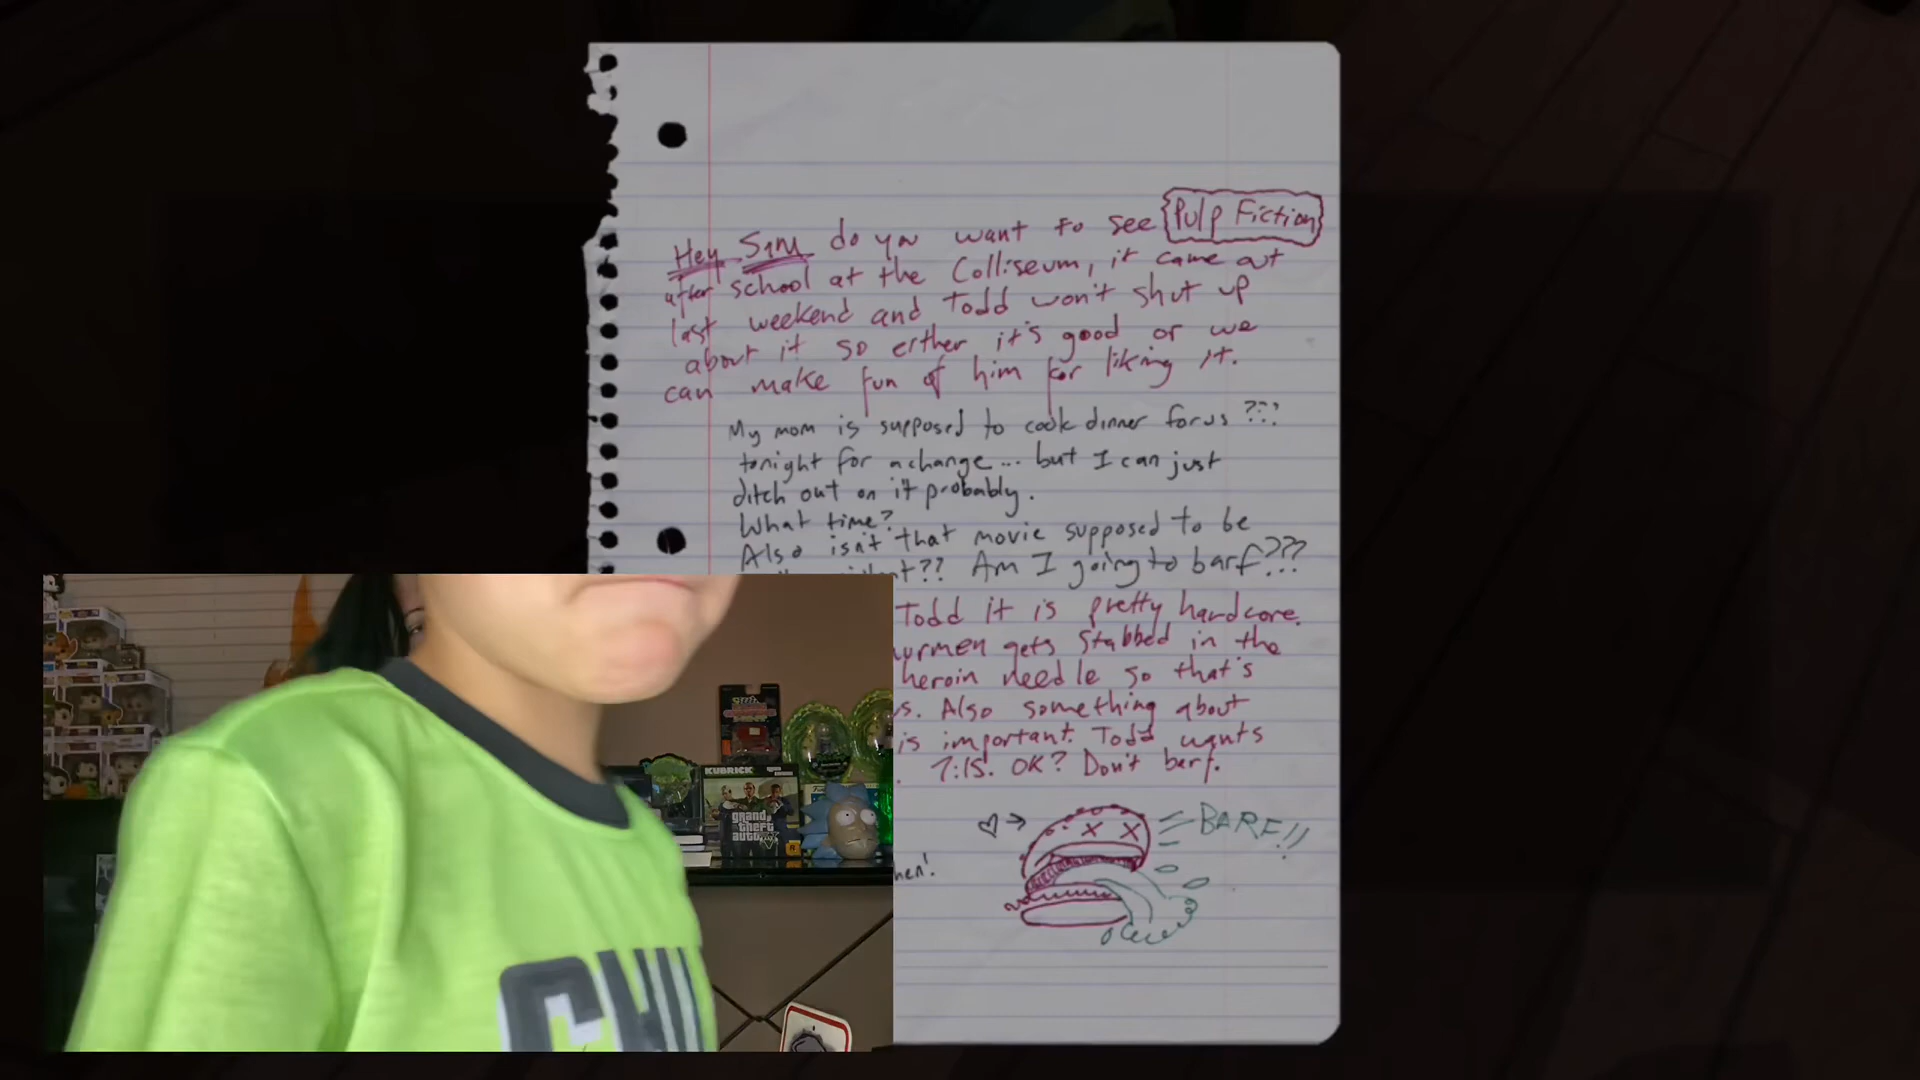 Hey Sam do you want to see Pulp Fiction
after school at the Colliseum, it came out
last weekend and Todd won't shut up
about it so either it's good or we
can make fun of him for liking it.
My mom is supposed to cook dinner for us ???
tonight for a change... but I can just
ditch out on it probably.
What time?
Also isn't that movie supposed to be
Am I going to barf???
Todd it is pretty hardcore.
gets stabbed in the
heroin needle so that's
Also something about
is important. Todd wants
7:15. OK? Don't barf.
BARF!!
KUBRICK
grand
theft
auto